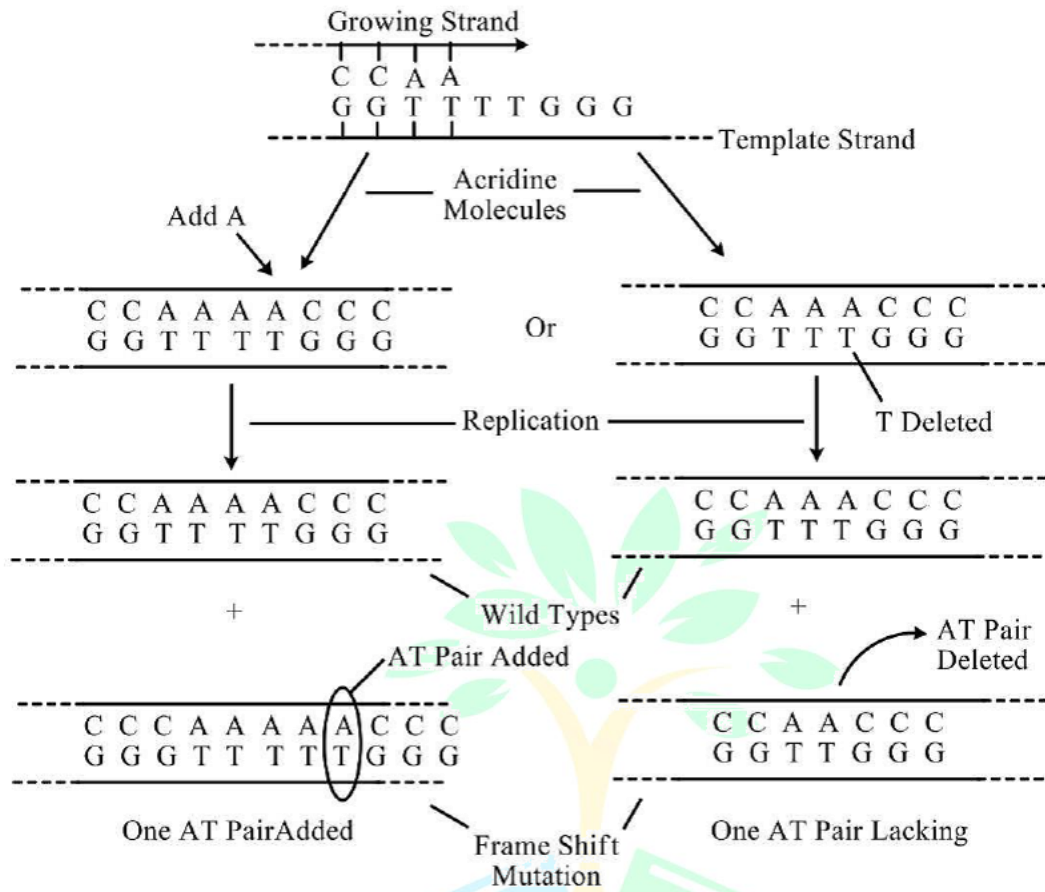 Growing Strand
C C A A
G G T T T T G G G
Template Strand
Acridine
Molecules
Add A
C C A A A A C C C
G G T T T T G G G
Or
C C A A A C C C
G G T T T G G G
T Deleted
Replication
C C A A A A C C C
G G T T T T G G G
C C A A A C C C
G G T T T G G G
Wild Types
+
+
AT Pair Added
AT Pair
Deleted
C C C A A A A A C C C
G G G T T T T T G G G
C C A A C C C
G G T T G G G
One AT PairAdded
Frame Shift
Mutation
One AT Pair Lacking